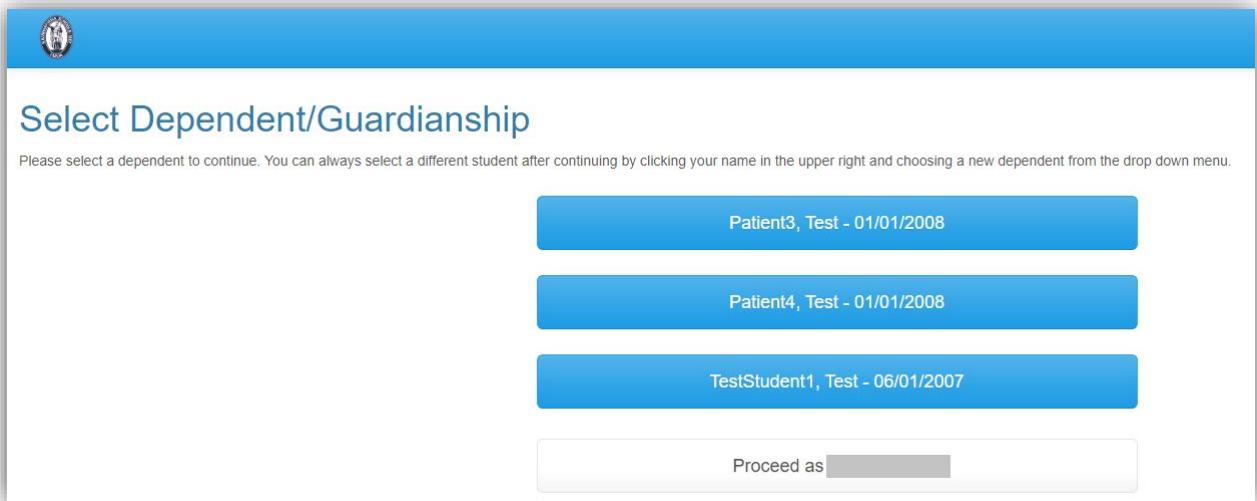 Select Dependent/Guardianship
Please select a dependent to continue. You can always select a different student after continuing by clicking your name in the upper right and choosing a new dependent from the drop down menu.
Patient3, Test - 01/01/2008
Patient4, Test - 01/01/2008
TestStudent1, Test - 06/01/2007
Proceed as